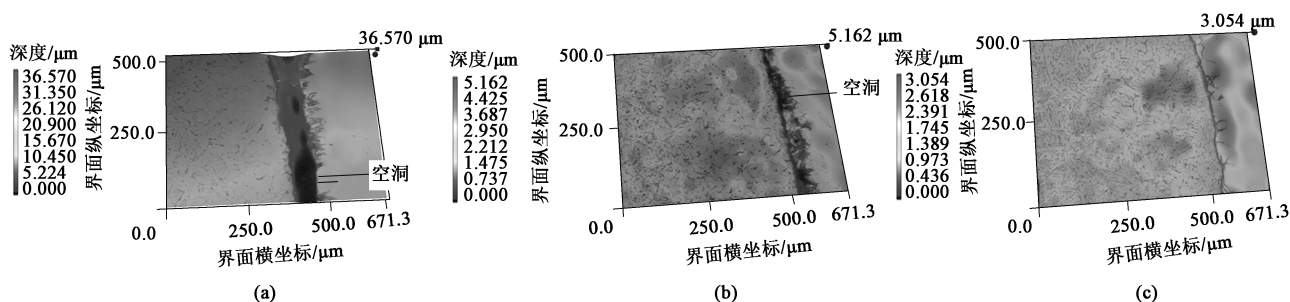 36.570 μm
深度/μm
36.570
31.350
26.120
20.900
15.670
10.450
5.224
0.000
界面纵坐标/μm
500.0
250.0
0.0
250.0
500.0
671.3
界面横坐标/μm
空洞
(a)
5.162 μm
深度/μm
5.162
4.425
3.687
2.950
2.212
1.475
0.737
0.000
界面纵坐标/μm
500.0
250.0
0.0
250.0
500.0
671.3
界面横坐标/μm
空洞
(b)
3.054 μm
深度/μm
3.054
2.618
2.391
1.745
1.389
0.973
0.436
0.000
界面纵坐标/μm
500.0
250.0
0.0
250.0
500.0
671.3
界面横坐标/μm
(c)